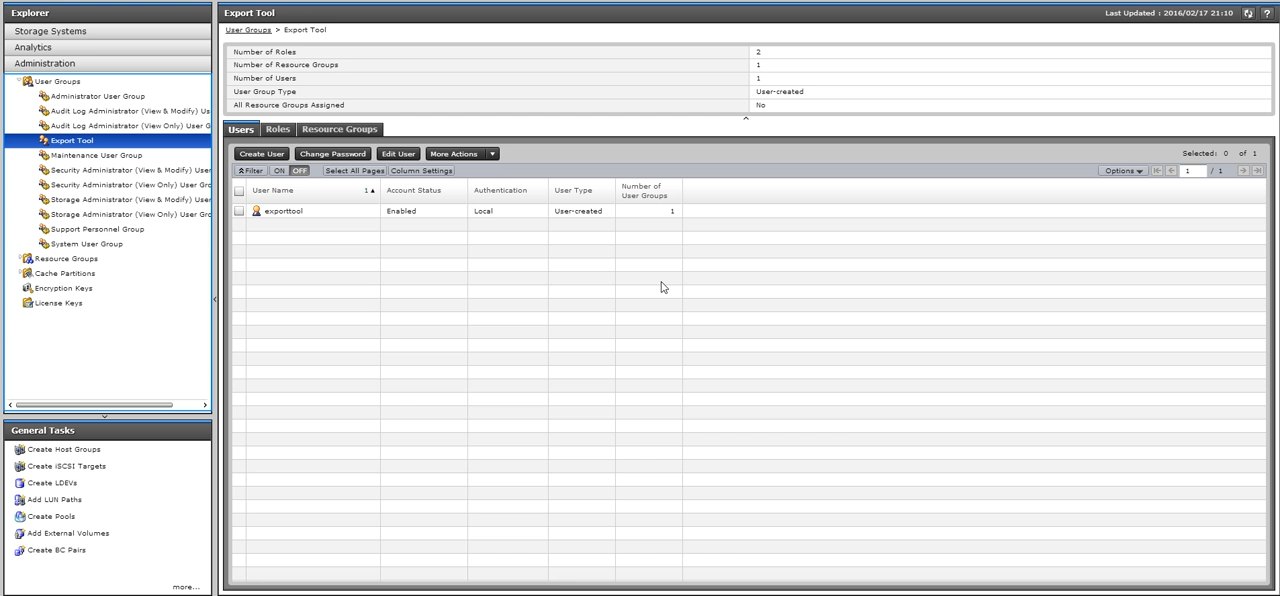 Explorer
Storage Systems
Analytics
Administration
User Groups
Administrator User Group
Audit Log Administrator (View & Modify) Us
Audit Log Administrator (View Only) User G
Export Tool
Maintenance User Group
Security Administrator (View & Modify) User
Security Administrator (View Only) User Gro
Storage Administrator (View & Modify) User
Storage Administrator (View Only) User Gro
Support Personnel Group
System User Group
Resource Groups
Cache Partitions
Encryption Keys
License Keys
General Tasks
Create Host Groups
Create iSCSI Targets
Create LDEVs
Add LUN Paths
Create Pools
Add External Volumes
Create BC Pairs
more...
Export Tool
Last Updated : 2016/02/17 21:10 ?
User Groups > Export Tool
Number of Roles 2
Number of Resource Groups 1
Number of Users 1
User Group Type User-created
All Resource Groups Assigned No
Users Roles Resource Groups
Create User Change Password Edit User More Actions Selected: 0 of 1
Filter ON OFF Select All Pages Column Settings Options 1 / 1
User Name 1 Account Status Authentication User Type Number of
User Groups
exporttool Enabled Local User-created 1